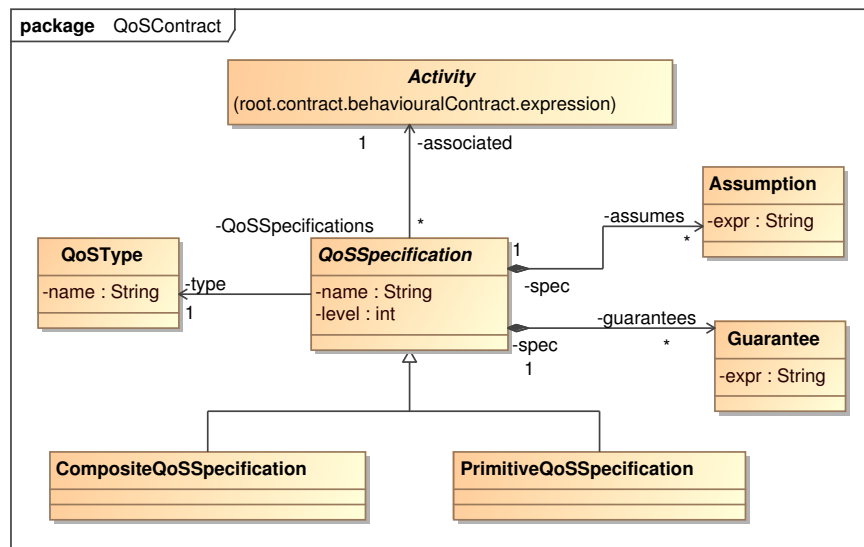 package QoSContract
Activity
(root.contract.behaviouralContract.expression)
1 -associated
-QoSSpecifications *
Assumption
-expr : String
-assumes
*
QoSType
-name : String
-type
1
QoSSpecification
-name : String
-level : int
1
-spec
-guarantees
*
-spec
1
Guarantee
-expr : String
CompositeQoSSpecification
PrimitiveQoSSpecification